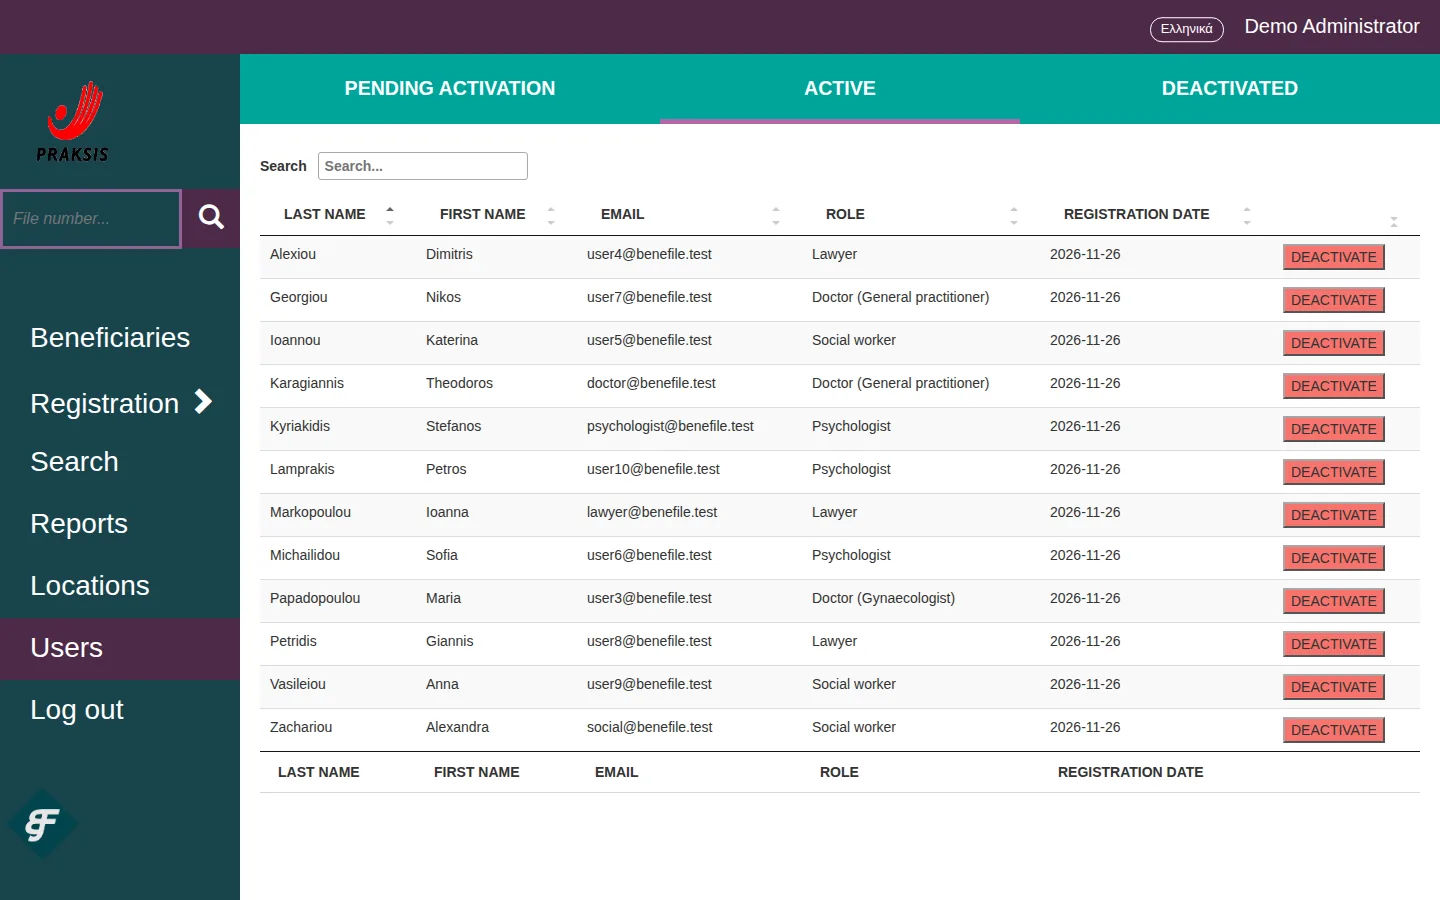 Ελληνικά Demo Administrator
PRAKSIS
PENDING ACTIVATION ACTIVE DEACTIVATED
Search Search...
File number...
LAST NAME FIRST NAME EMAIL ROLE REGISTRATION DATE
Alexiou Dimitris user4@benefile.test Lawyer 2026-11-26 DEACTIVATE
Georgiou Nikos user7@benefile.test Doctor (General practitioner) 2026-11-26 DEACTIVATE
Ioannou Katerina user5@benefile.test Social worker 2026-11-26 DEACTIVATE
Karagiannis Theodoros doctor@benefile.test Doctor (General practitioner) 2026-11-26 DEACTIVATE
Kyriakidis Stefanos psychologist@benefile.test Psychologist 2026-11-26 DEACTIVATE
Lamprakis Petros user10@benefile.test Psychologist 2026-11-26 DEACTIVATE
Markopoulou Ioanna lawyer@benefile.test Lawyer 2026-11-26 DEACTIVATE
Michailidou Sofia user6@benefile.test Psychologist 2026-11-26 DEACTIVATE
Papadopoulou Maria user3@benefile.test Doctor (Gynaecologist) 2026-11-26 DEACTIVATE
Petridis Giannis user8@benefile.test Lawyer 2026-11-26 DEACTIVATE
Vasileiou Anna user9@benefile.test Social worker 2026-11-26 DEACTIVATE
Zachariou Alexandra social@benefile.test Social worker 2026-11-26 DEACTIVATE
LAST NAME FIRST NAME EMAIL ROLE REGISTRATION DATE
Beneficiaries
Registration
Search
Reports
Locations
Users
Log out